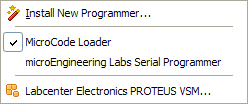 Install New Programmer...
MicroCode Loader
microEngineering Labs Serial Programmer
Labcenter Electronics PROTEUS VSM...